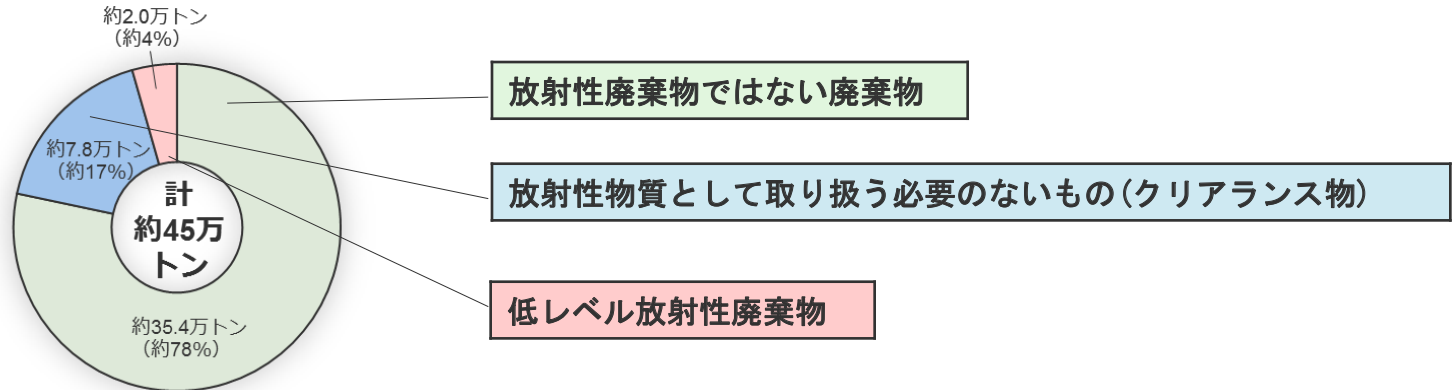 約2.0万トン
（約4%）
放射性廃棄物ではない廃棄物
約7.8万トン
（約17%）
放射性物質として取り扱う必要のないもの(クリアランス物)
計
約45万
トン
低レベル放射性廃棄物
約35.4万トン
（約78%）